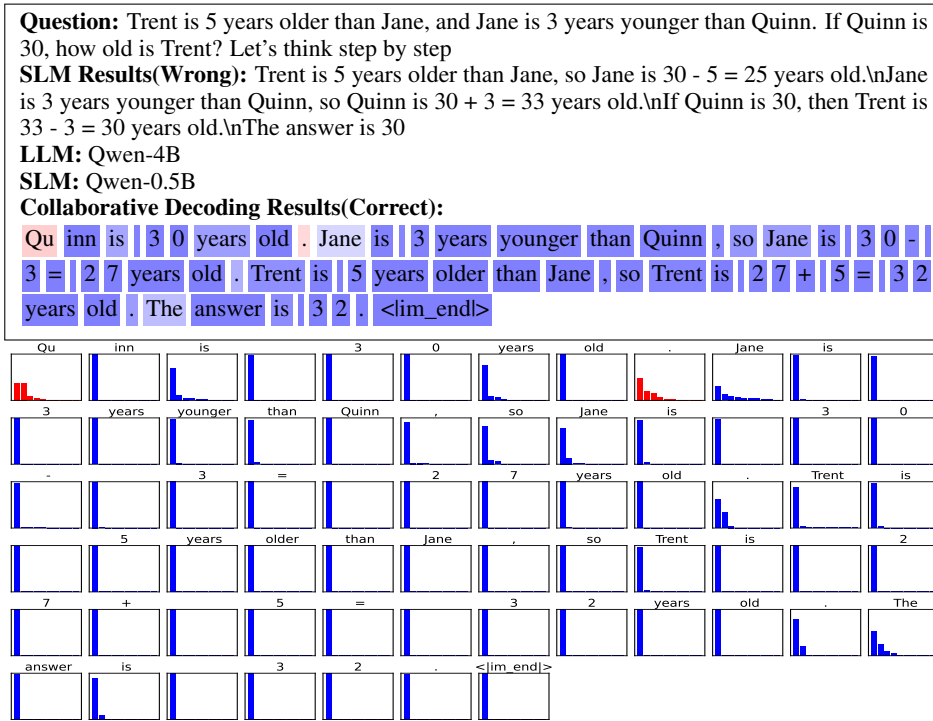 Question: Trent is 5 years older than Jane, and Jane is 3 years younger than Quinn. If Quinn is
30, how old is Trent? Let's think step by step
SLM Results(Wrong): Trent is 5 years older than Jane, so Jane is 30 - 5 = 25 years old.\nJane
is 3 years younger than Quinn, so Quinn is 30 + 3 = 33 years old.\nIf Quinn is 30, then Trent is
33 - 3 = 30 years old.\nThe answer is 30
LLM: Qwen-4B
SLM: Qwen-0.5B
Collaborative Decoding Results(Correct):
Qu inn is 3 0 years old . Jane is 3 years younger than Quinn , so Jane is 3 0 -
3 = 2 7 years old . Trent is 5 years older than Jane , so Trent is 2 7 + 5 = 3 2
years old . The answer is 3 2 . <|im_end|>
Qu inn is 3 0 years old . Jane is
3 years younger than Quinn , so Jane is 3 0
- 3 = 2 7 years old . Trent is
5 years older than Jane , so Trent is 2
7 + 5 = 3 2 years old . The
answer is 3 2 . <|im_end|>